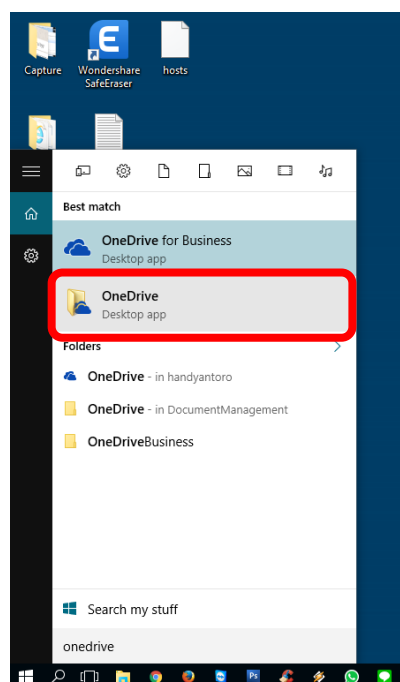 Capture
Wondershare
SafeEraser
hosts
Best match
OneDrive for Business
Desktop app
OneDrive
Desktop app
Folders
OneDrive - in handyantoro
OneDrive - in DocumentManagement
OneDriveBusiness
Search my stuff
onedrive
Ps